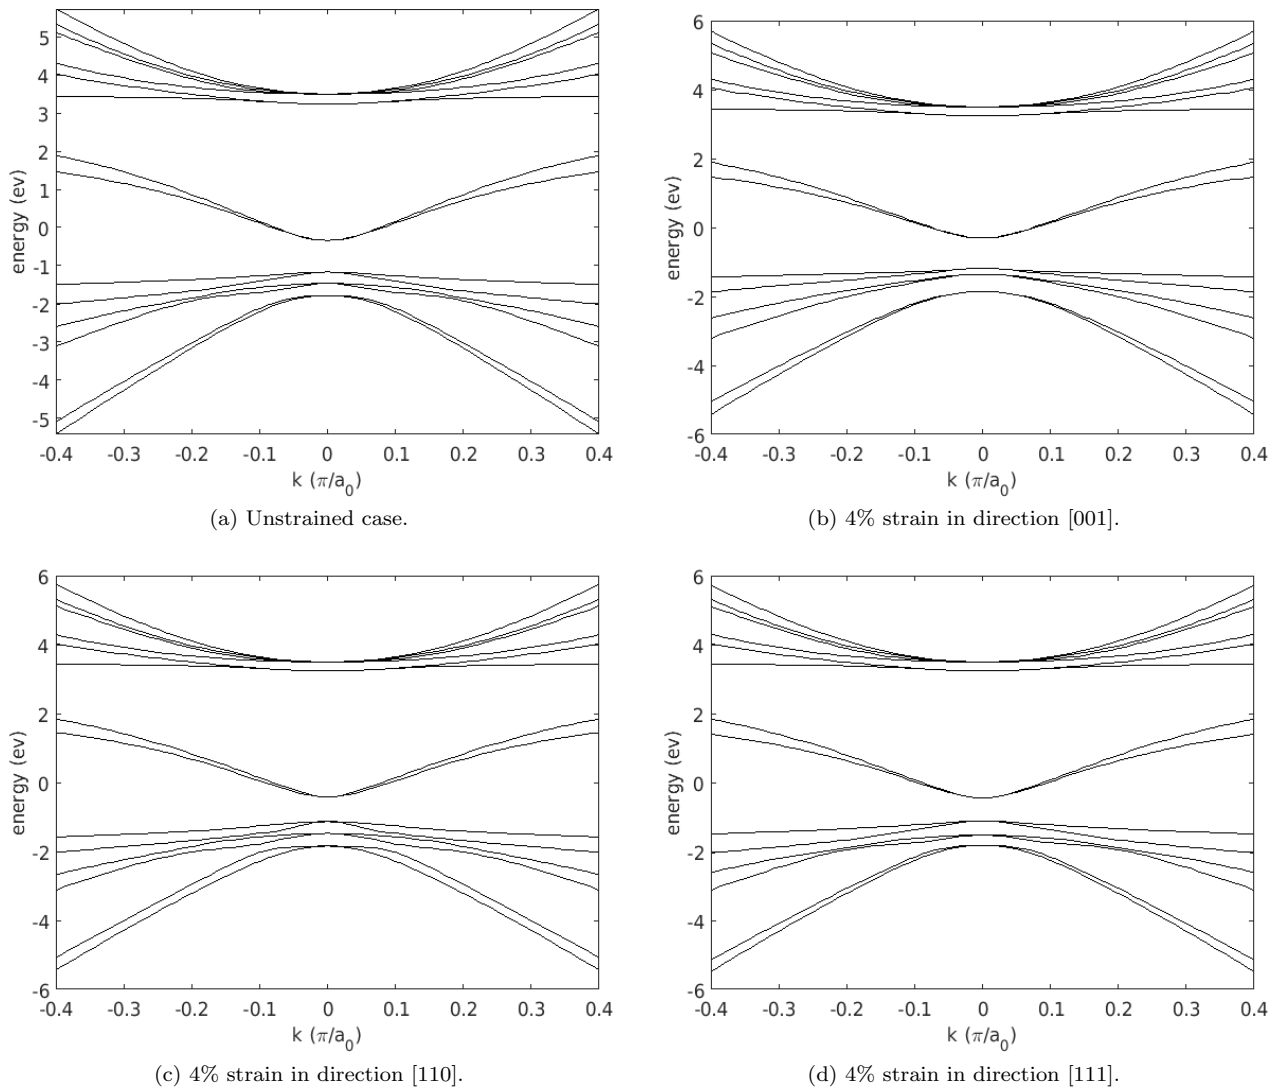 5
4
3
2
1
0
-1
-2
-3
-4
-5
energy (ev)
-0.4 -0.3 -0.2 -0.1 0 0.1 0.2 0.3 0.4
k (π/a0)
(a) Unstrained case.
6
4
2
0
-2
-4
-6
energy (ev)
-0.4 -0.3 -0.2 -0.1 0 0.1 0.2 0.3 0.4
k (π/a0)
(b) 4% strain in direction [001].
6
4
2
0
-2
-4
-6
energy (ev)
-0.4 -0.3 -0.2 -0.1 0 0.1 0.2 0.3 0.4
k (π/a0)
(c) 4% strain in direction [110].
6
4
2
0
-2
-4
-6
energy (ev)
-0.4 -0.3 -0.2 -0.1 0 0.1 0.2 0.3 0.4
k (π/a0)
(d) 4% strain in direction [111].